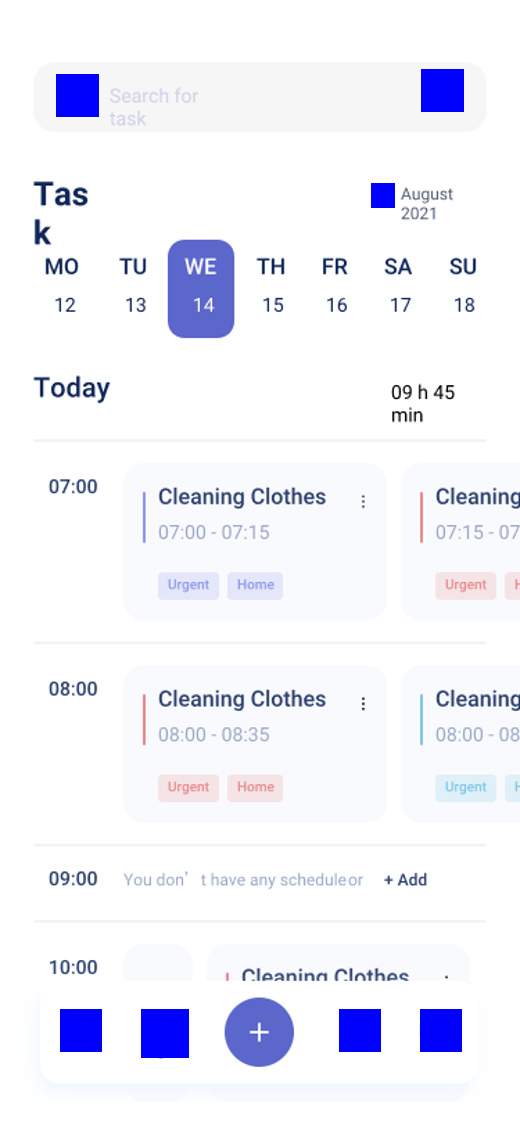 Search for
task
Tas
k
August
2021
MO TU WE TH FR SA SU
12 13 14 15 16 17 18
Today
09 h 45
min
07:00
Cleaning Clothes
07:00 - 07:15
Urgent Home
Cleaning
07:15 - 07
Urgent H
08:00
Cleaning Clothes
08:00 - 08:35
Urgent Home
Cleaning
08:00 - 08
Urgent H
09:00 You don’ t have any scheduleor + Add
10:00
Cleaning Clothes